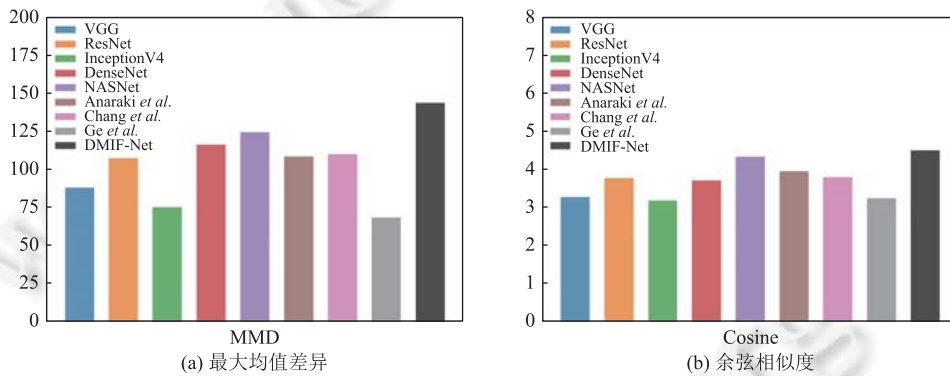 200
175
150
125
100
75
50
25
0
VGG
ResNet
InceptionV4
DenseNet
NASNet
Anaraki et al.
Chang et al.
Ge et al.
DMIF-Net
MMD
(a) 最大均值差异
8
7
6
5
4
3
2
1
0
VGG
ResNet
InceptionV4
DenseNet
NASNet
Anaraki et al.
Chang et al.
Ge et al.
DMIF-Net
Cosine
(b) 余弦相似度